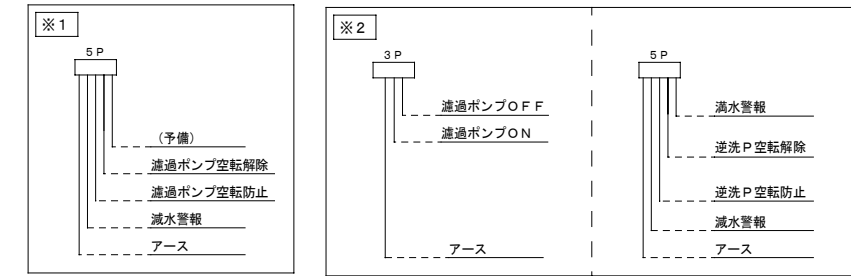 ※1
5P
(予備)
濾過ポンプ空転解除
濾過ポンプ空転防止
減水警報
アース
※2
3P
濾過ポンプOFF
濾過ポンプON
アース
5P
満水警報
逆洗P空転解除
逆洗P空転防止
減水警報
アース